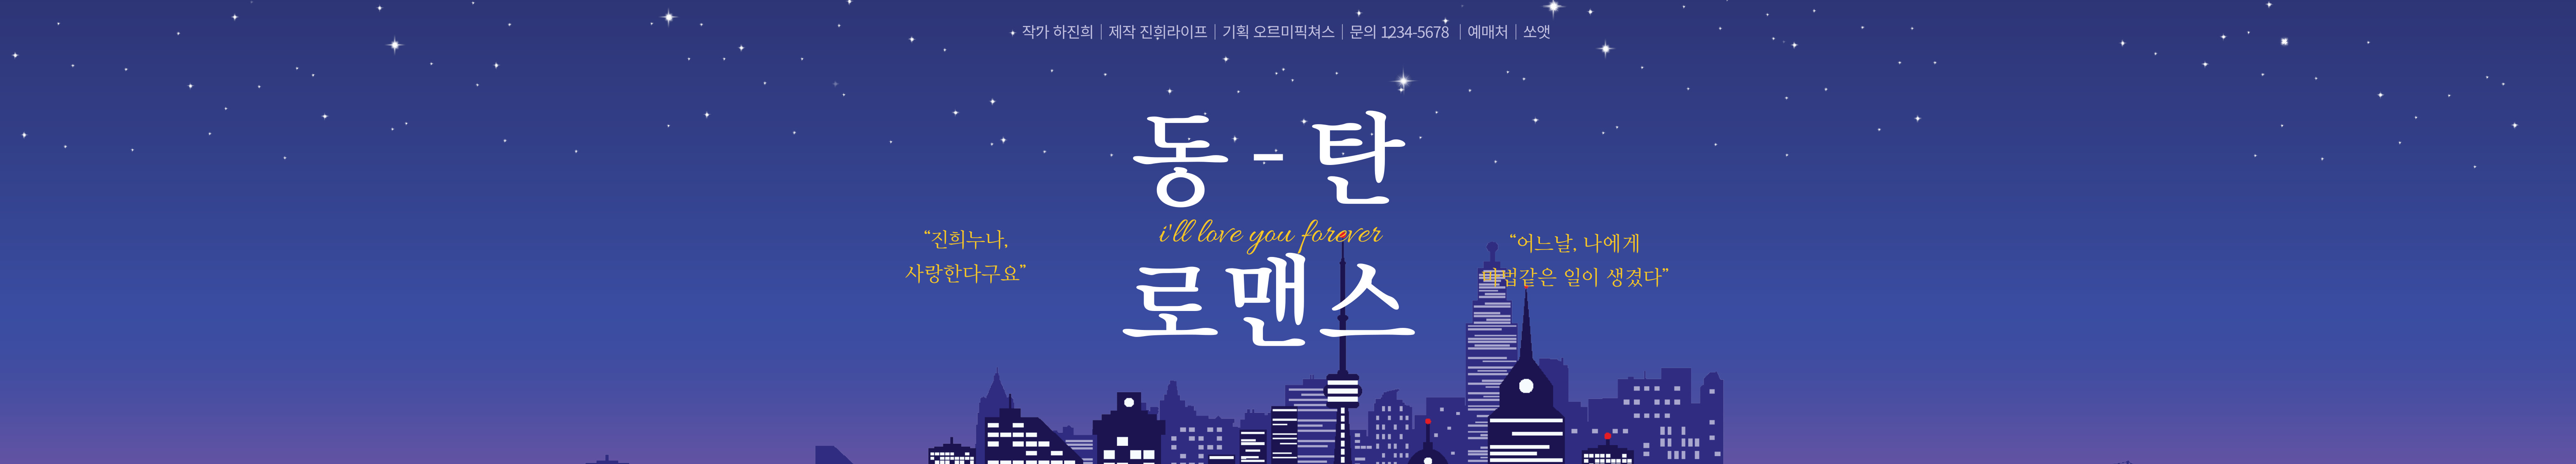 작가 하진희 | 제작 진희라이프 | 기획 오르미픽쳐스 | 문의 1234-5678 | 예매처 | 쏘앳
동-탄
i'll love you forever
로맨스
“진희누나,
사랑한다구요”
“어느날, 나에게
마법같은 일이 생겼다”